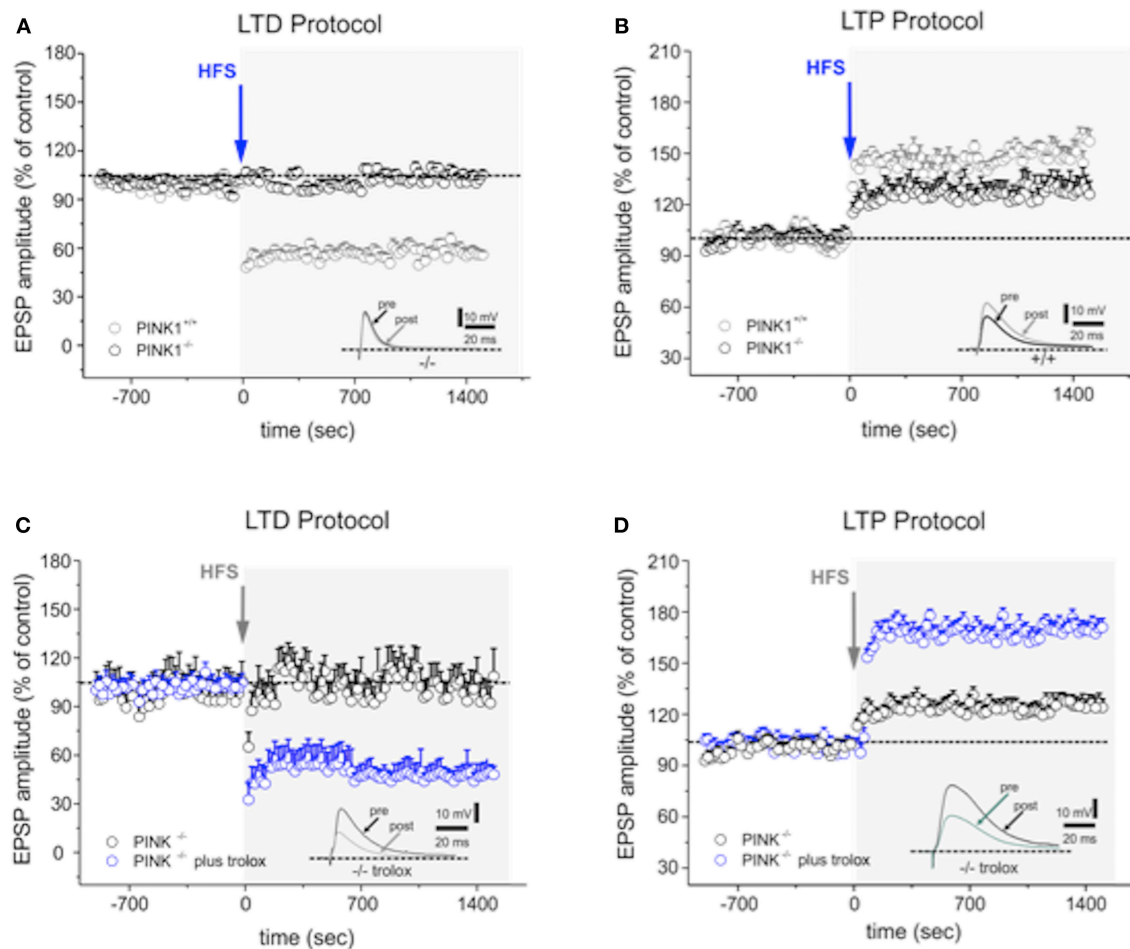 A
LTD Protocol
180
150
120
90
60
30
0
EPSP amplitude (% of control)
HFS
PINK1+/+
PINK1-/-
pre
post
10 mV
20 ms
-/-
-700
0
700
1400
time (sec)
B
LTP Protocol
210
180
150
120
90
60
30
EPSP amplitude (% of control)
HFS
PINK1+/+
PINK1-/-
pre
post
10 mV
20 ms
+/+
-700
0
700
1400
time (sec)
C
LTD Protocol
180
150
120
90
60
30
0
EPSP amplitude (% of control)
HFS
PINK -/-
PINK -/- plus trolox
pre
post
10 mV
20 ms
-/- trolox
-700
0
700
1400
time (sec)
D
LTP Protocol
210
180
150
120
90
60
30
EPSP amplitude (% of control)
HFS
PINK-/-
PINK-/- plus trolox
pre
post
10 mV
20 ms
-/- trolox
-700
0
700
1400
time (sec)